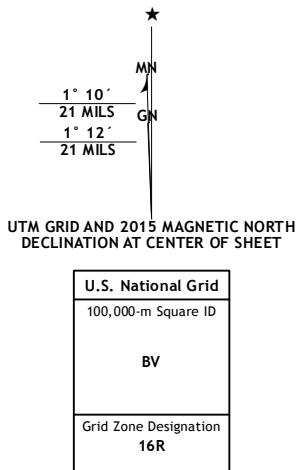 MN
1° 10´
21 MILS
GN
1° 12´
21 MILS
UTM GRID AND 2015 MAGNETIC NORTH
DECLINATION AT CENTER OF SHEET
U.S. National Grid
100,000-m Square ID
BV
Grid Zone Designation
16R